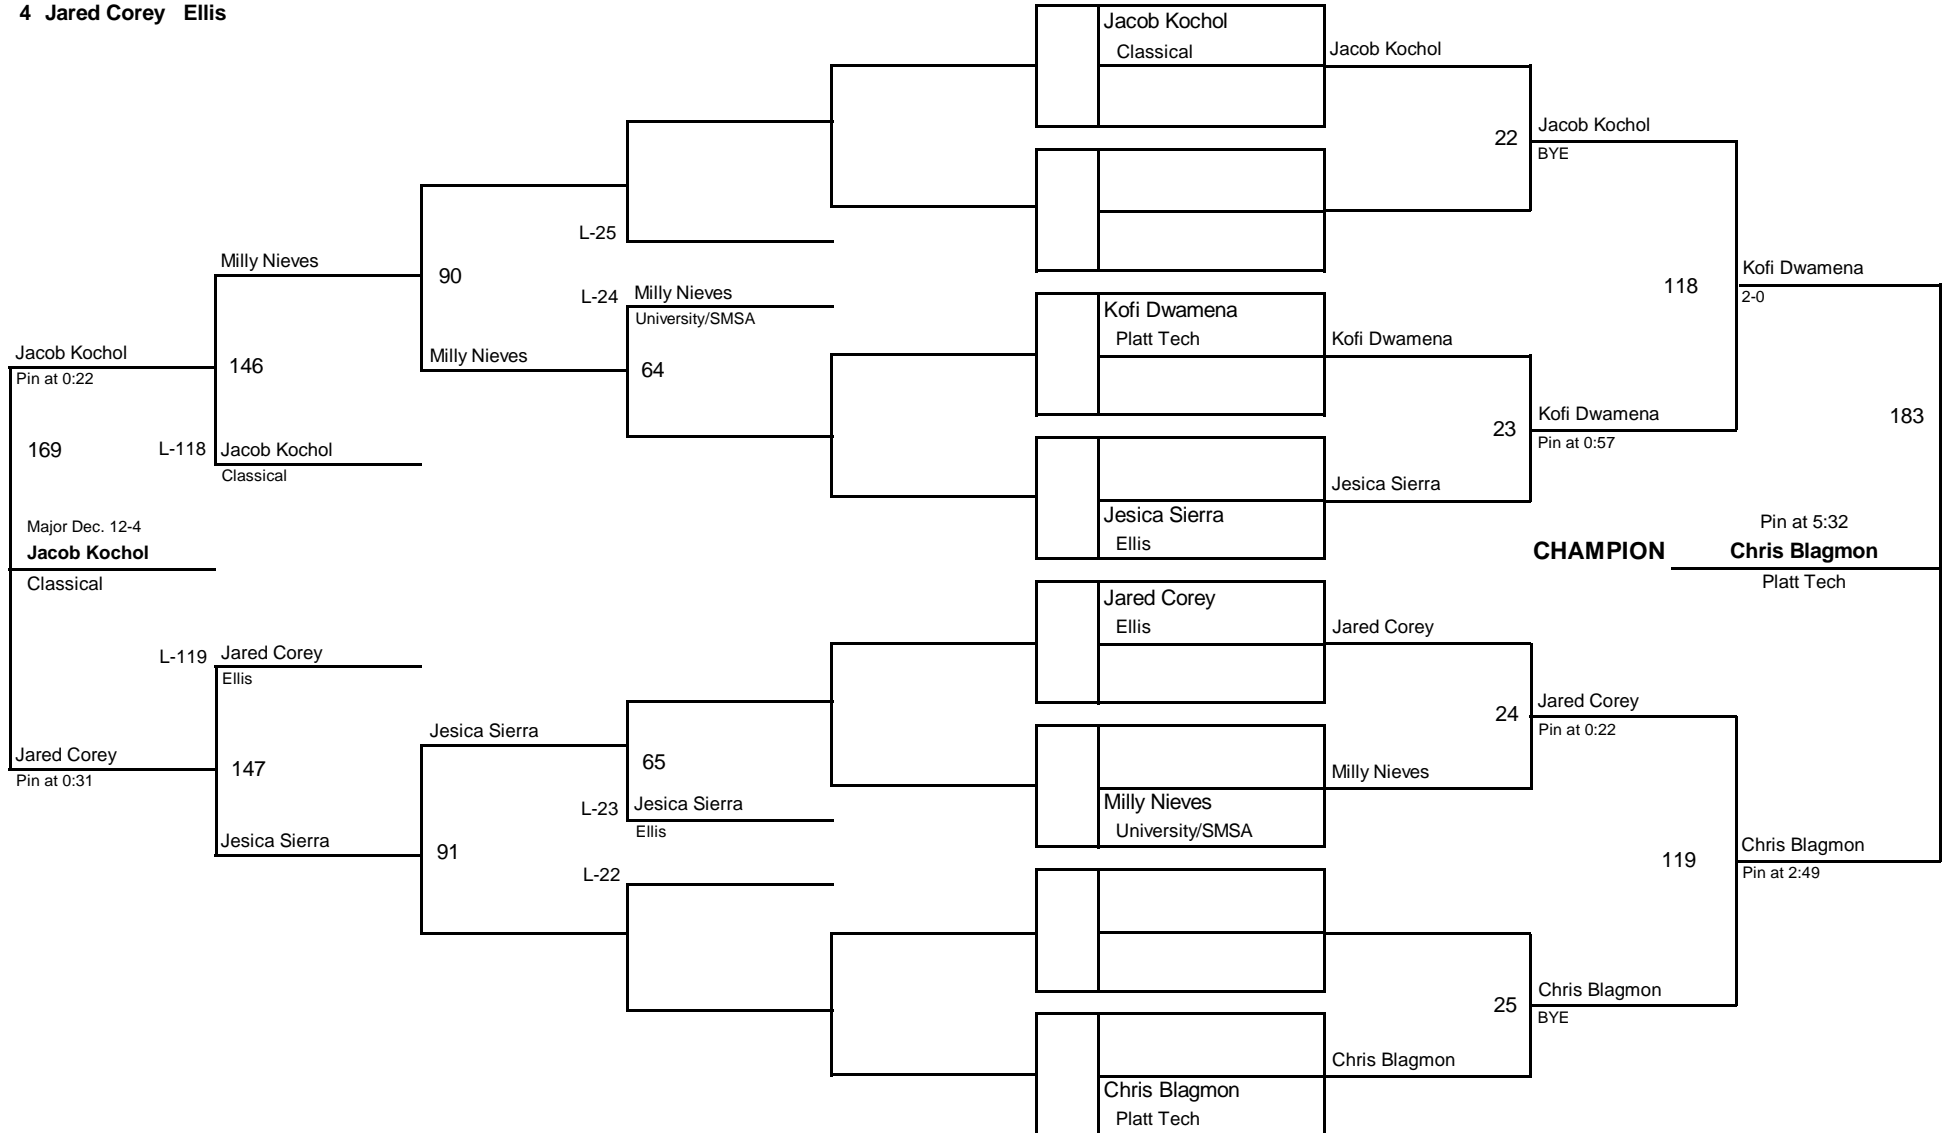 4 Jared Corey Ellis
Jacob Kochol
Classical
Jacob Kochol
22
Jacob Kochol
BYE
L-25
Milly Nieves
90
L-24
Milly Nieves
University/SMSA
Kofi Dwamena
Platt Tech
Kofi Dwamena
118
Kofi Dwamena
2-0
Jacob Kochol
Pin at 0:22
146
Milly Nieves
64
23
Kofi Dwamena
Pin at 0:57
183
169
L-118
Jacob Kochol
Classical
Jesica Sierra
Jesica Sierra
Ellis
Major Dec. 12-4
Jacob Kochol
Classical
CHAMPION
Pin at 5:32
Chris Blagmon
Platt Tech
Jared Corey
Ellis
Jared Corey
L-119
Jared Corey
Ellis
24
Jared Corey
Pin at 0:22
Jesica Sierra
65
Jared Corey
Pin at 0:31
147
Milly Nieves
Milly Nieves
University/SMSA
L-23
Jesica Sierra
Ellis
Jesica Sierra
91
L-22
119
Chris Blagmon
Pin at 2:49
25
Chris Blagmon
BYE
Chris Blagmon
Chris Blagmon
Platt Tech